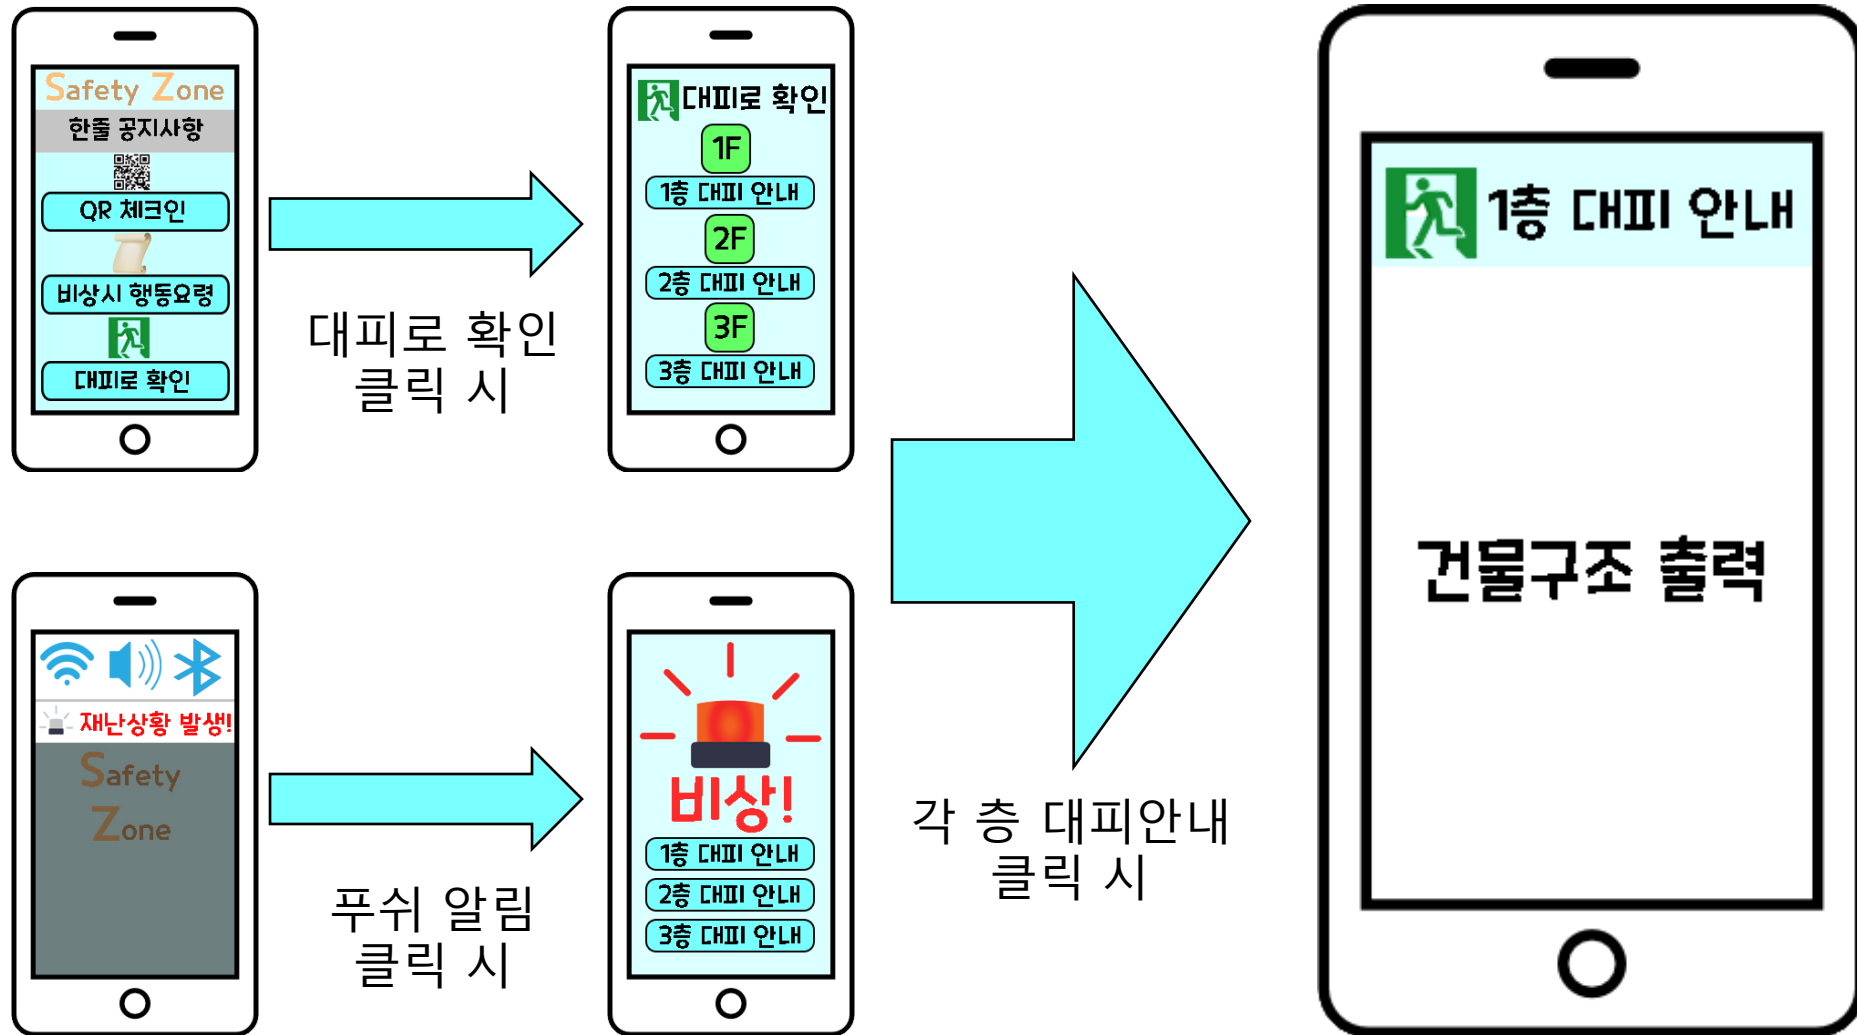 Safety Zone
한줄 공지사항
QR 체크인
비상시 행동요령
대피로 확인
대피로 확인
클릭 시
대피로 확인
1F
1층 대피 안내
2F
2층 대피 안내
3F
3층 대피 안내
재난상황 발생!
Safety
Zone
푸쉬 알림
클릭 시
비상!
1층 대피 안내
2층 대피 안내
3층 대피 안내
각 층 대피안내
클릭 시
1층 대피 안내
건물구조 출력